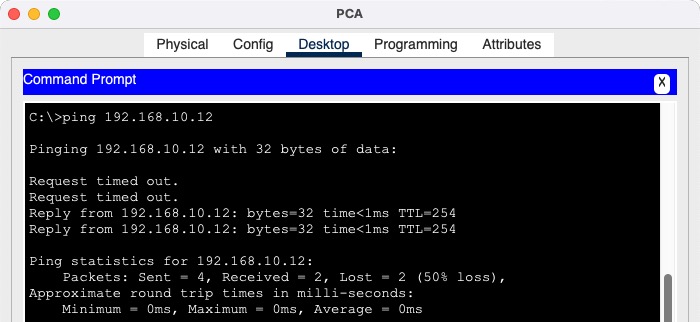 PCA
Physical Config Desktop Programming Attributes
Command Prompt X
C:\>ping 192.168.10.12
Pinging 192.168.10.12 with 32 bytes of data:
Request timed out.
Request timed out.
Reply from 192.168.10.12: bytes=32 time<1ms TTL=254
Reply from 192.168.10.12: bytes=32 time<1ms TTL=254
Ping statistics for 192.168.10.12:
Packets: Sent = 4, Received = 2, Lost = 2 (50% loss),
Approximate round trip times in milli-seconds:
Minimum = 0ms, Maximum = 0ms, Average = 0ms